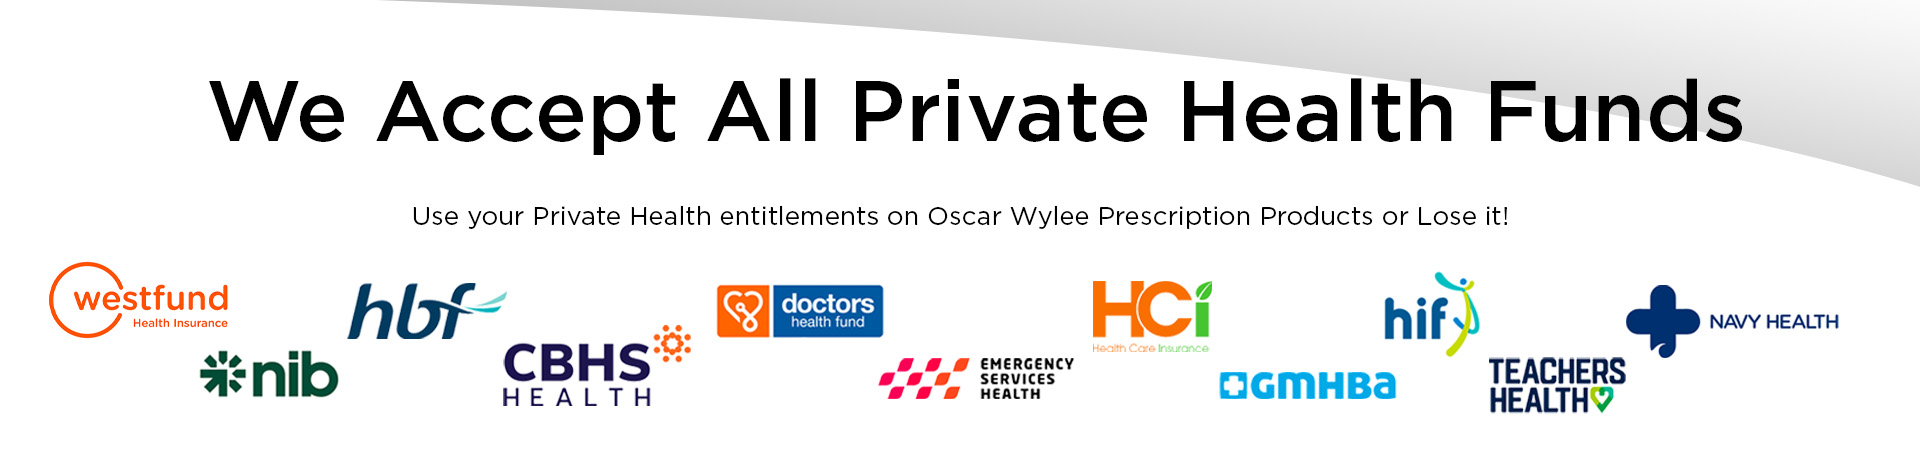 We Accept All Private Health Funds
Use your Private Health entitlements on Oscar Wylee Prescription Products or Lose it!
westfund
Health Insurance
nib
hbf
CBHS
HEALTH
doctors
health fund
EMERGENCY
SERVICES
HEALTH
HCi
Health Care Insurance
GMHBa
hif
TEACHERS
HEALTH
NAVY HEALTH